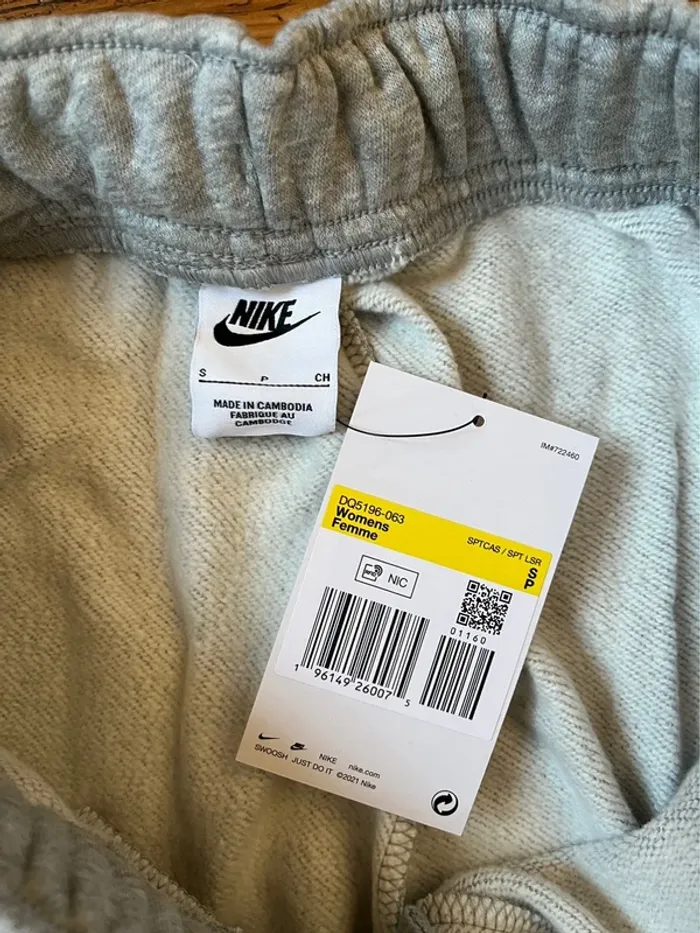 NIKE
S P CH
MADE IN CAMBODIA
FABRIQUE AU
CAMBODGE
IM#722460
DQ5196-063
Womens
Femme
SPTCAS / SPT LSR
S
P
RFID NIC
01160
1 96149 26007 5
NIKE nike.com
SWOOSH JUST DO IT ©2021 Nike